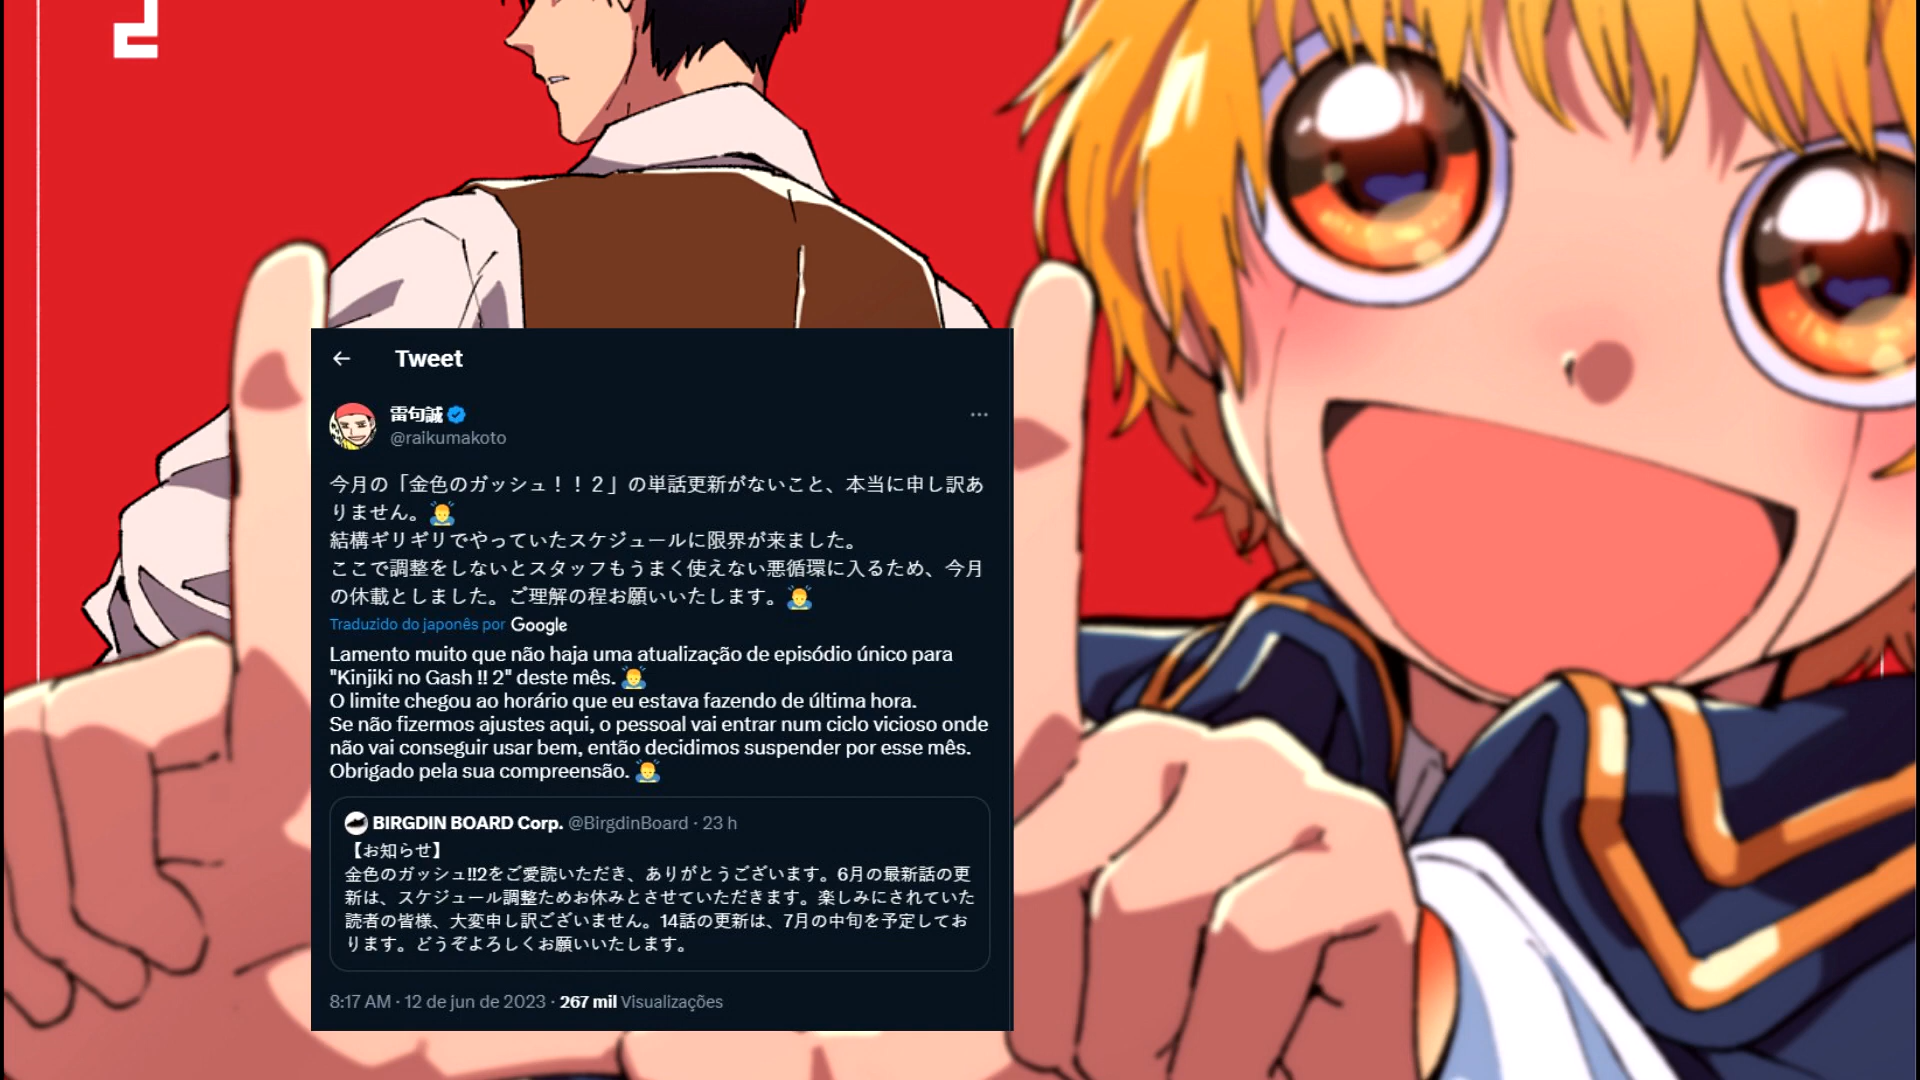 2
Tweet
雷句誠
@raikumakoto
今月の「金色のガッシュ！！２」の単話更新がないこと、本当に申し訳あ
りません。🙇
結構ギリギリでやっていたスケジュールに限界が来ました。
ここで調整をしないとスタッフもうまく使えない悪循環に入るため、今月
の休載としました。ご理解の程お願いいたします。🙇
Traduzido do japonês por Google
Lamento muito que não haja uma atualização de episódio único para
"Kinjiki no Gash !! 2" deste mês. 🙇
O limite chegou ao horário que eu estava fazendo de última hora.
Se não fizermos ajustes aqui, o pessoal vai entrar num ciclo vicioso onde
não vai conseguir usar bem, então decidimos suspender por esse mês.
Obrigado pela sua compreensão. 🙇
BIRGDIN BOARD Corp. @BirgdinBoard · 23 h
【お知らせ】
金色のガッシュ!!2をご愛読いただき、ありがとうございます。6月の最新話の更
新は、スケジュール調整ためお休みとさせていただきます。楽しみにされていた
読者の皆様、大変申し訳ございません。14話の更新は、7月の中旬を予定してお
ります。どうぞよろしくお願いいたします。
8:17 AM · 12 de jun de 2023 · 267 mil Visualizações